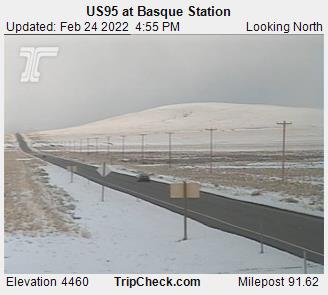 US95 at Basque Station
Updated: Feb 24 2022 4:55 PM Looking North
Elevation 4460 TripCheck.com Milepost 91.62